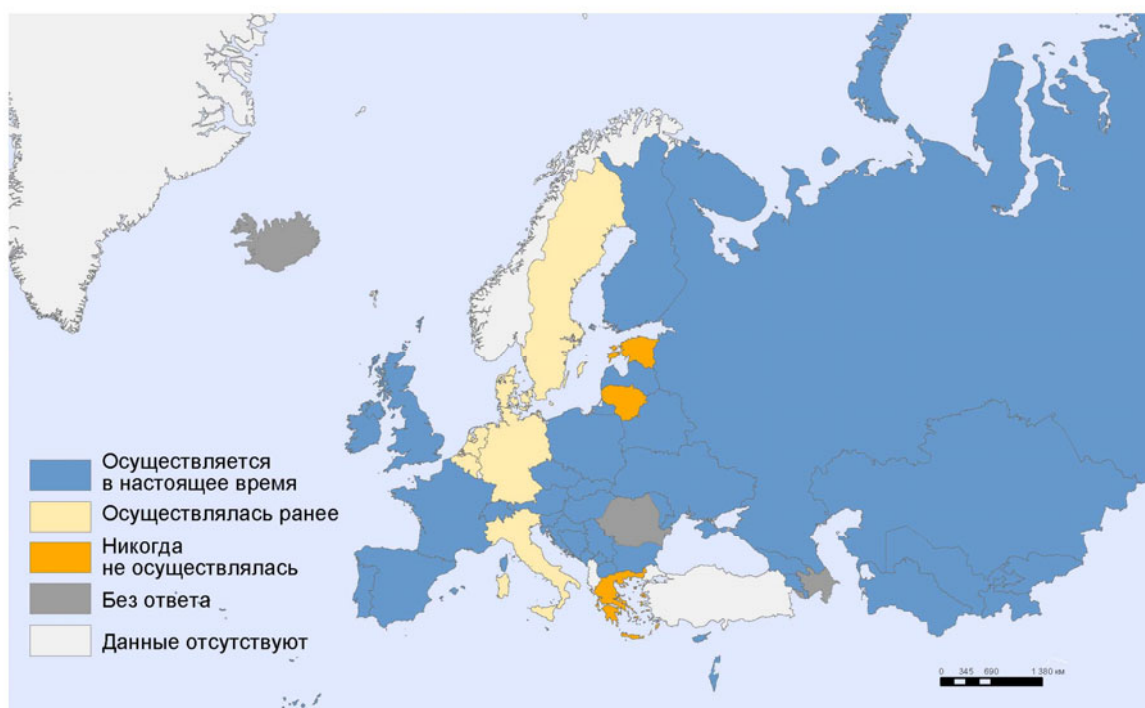 Осуществляется
в настоящее время
Осуществлялась ранее
Никогда
не осуществлялась
Без ответа
Данные отсутствуют
0 345 690 1 380 км